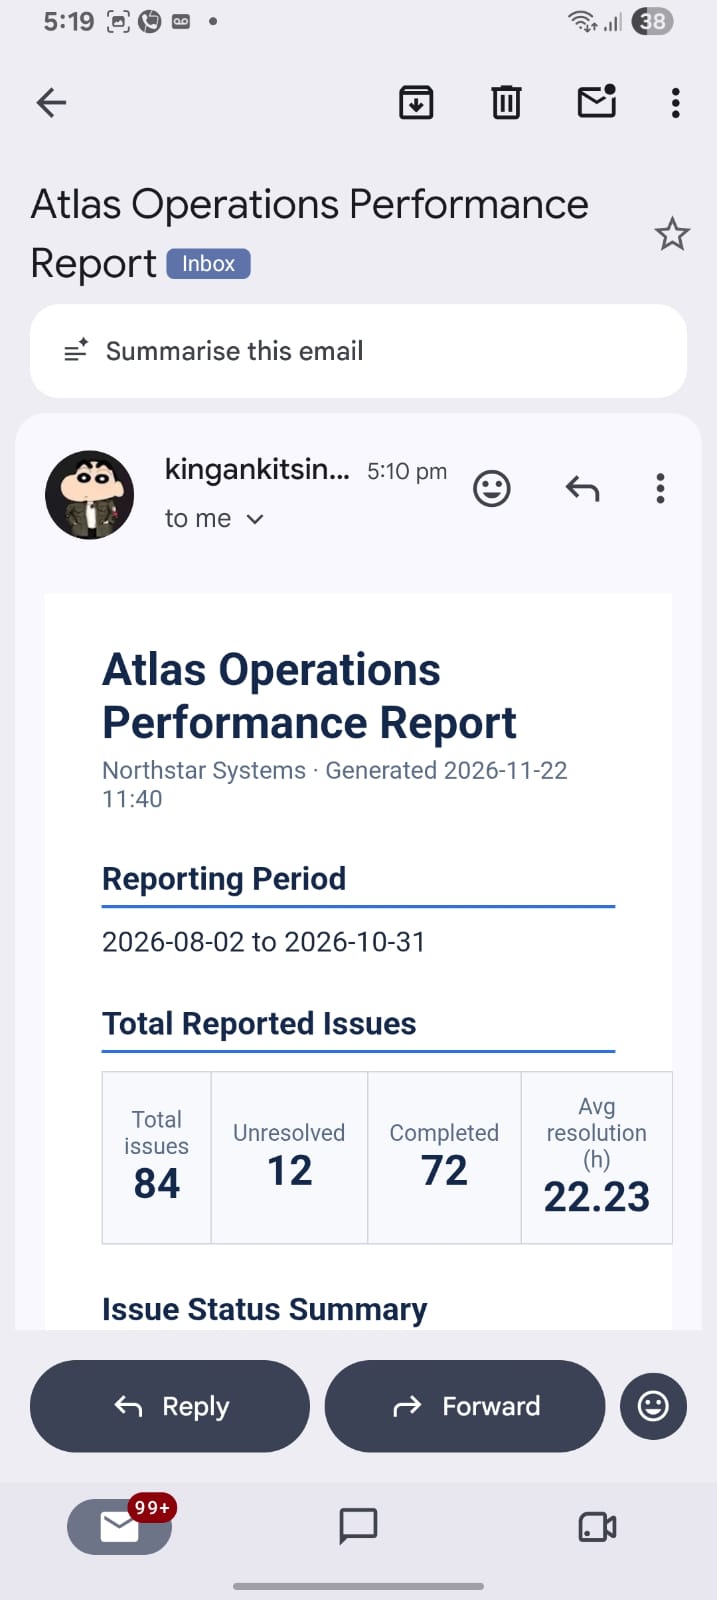 5:19
38
Atlas Operations Performance
Report Inbox
Summarise this email
kingankitsin... 5:10 pm
to me
Atlas Operations
Performance Report
Northstar Systems · Generated 2026-11-22
11:40
Reporting Period
2026-08-02 to 2026-10-31
Total Reported Issues
Total
issues
84
Unresolved
12
Completed
72
Avg
resolution
(h)
22.23
Issue Status Summary
Reply
Forward
99+